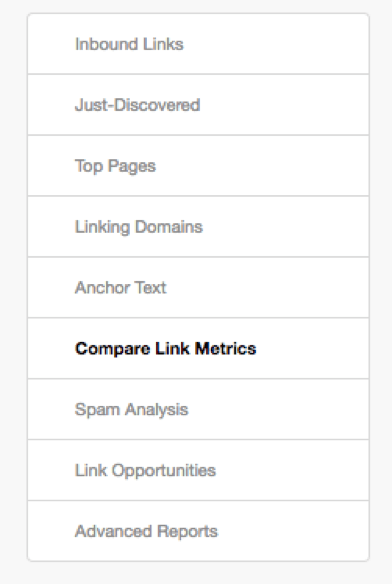 Inbound Links
Just-Discovered
Top Pages
Linking Domains
Anchor Text
Compare Link Metrics
Spam Analysis
Link Opportunities
Advanced Reports